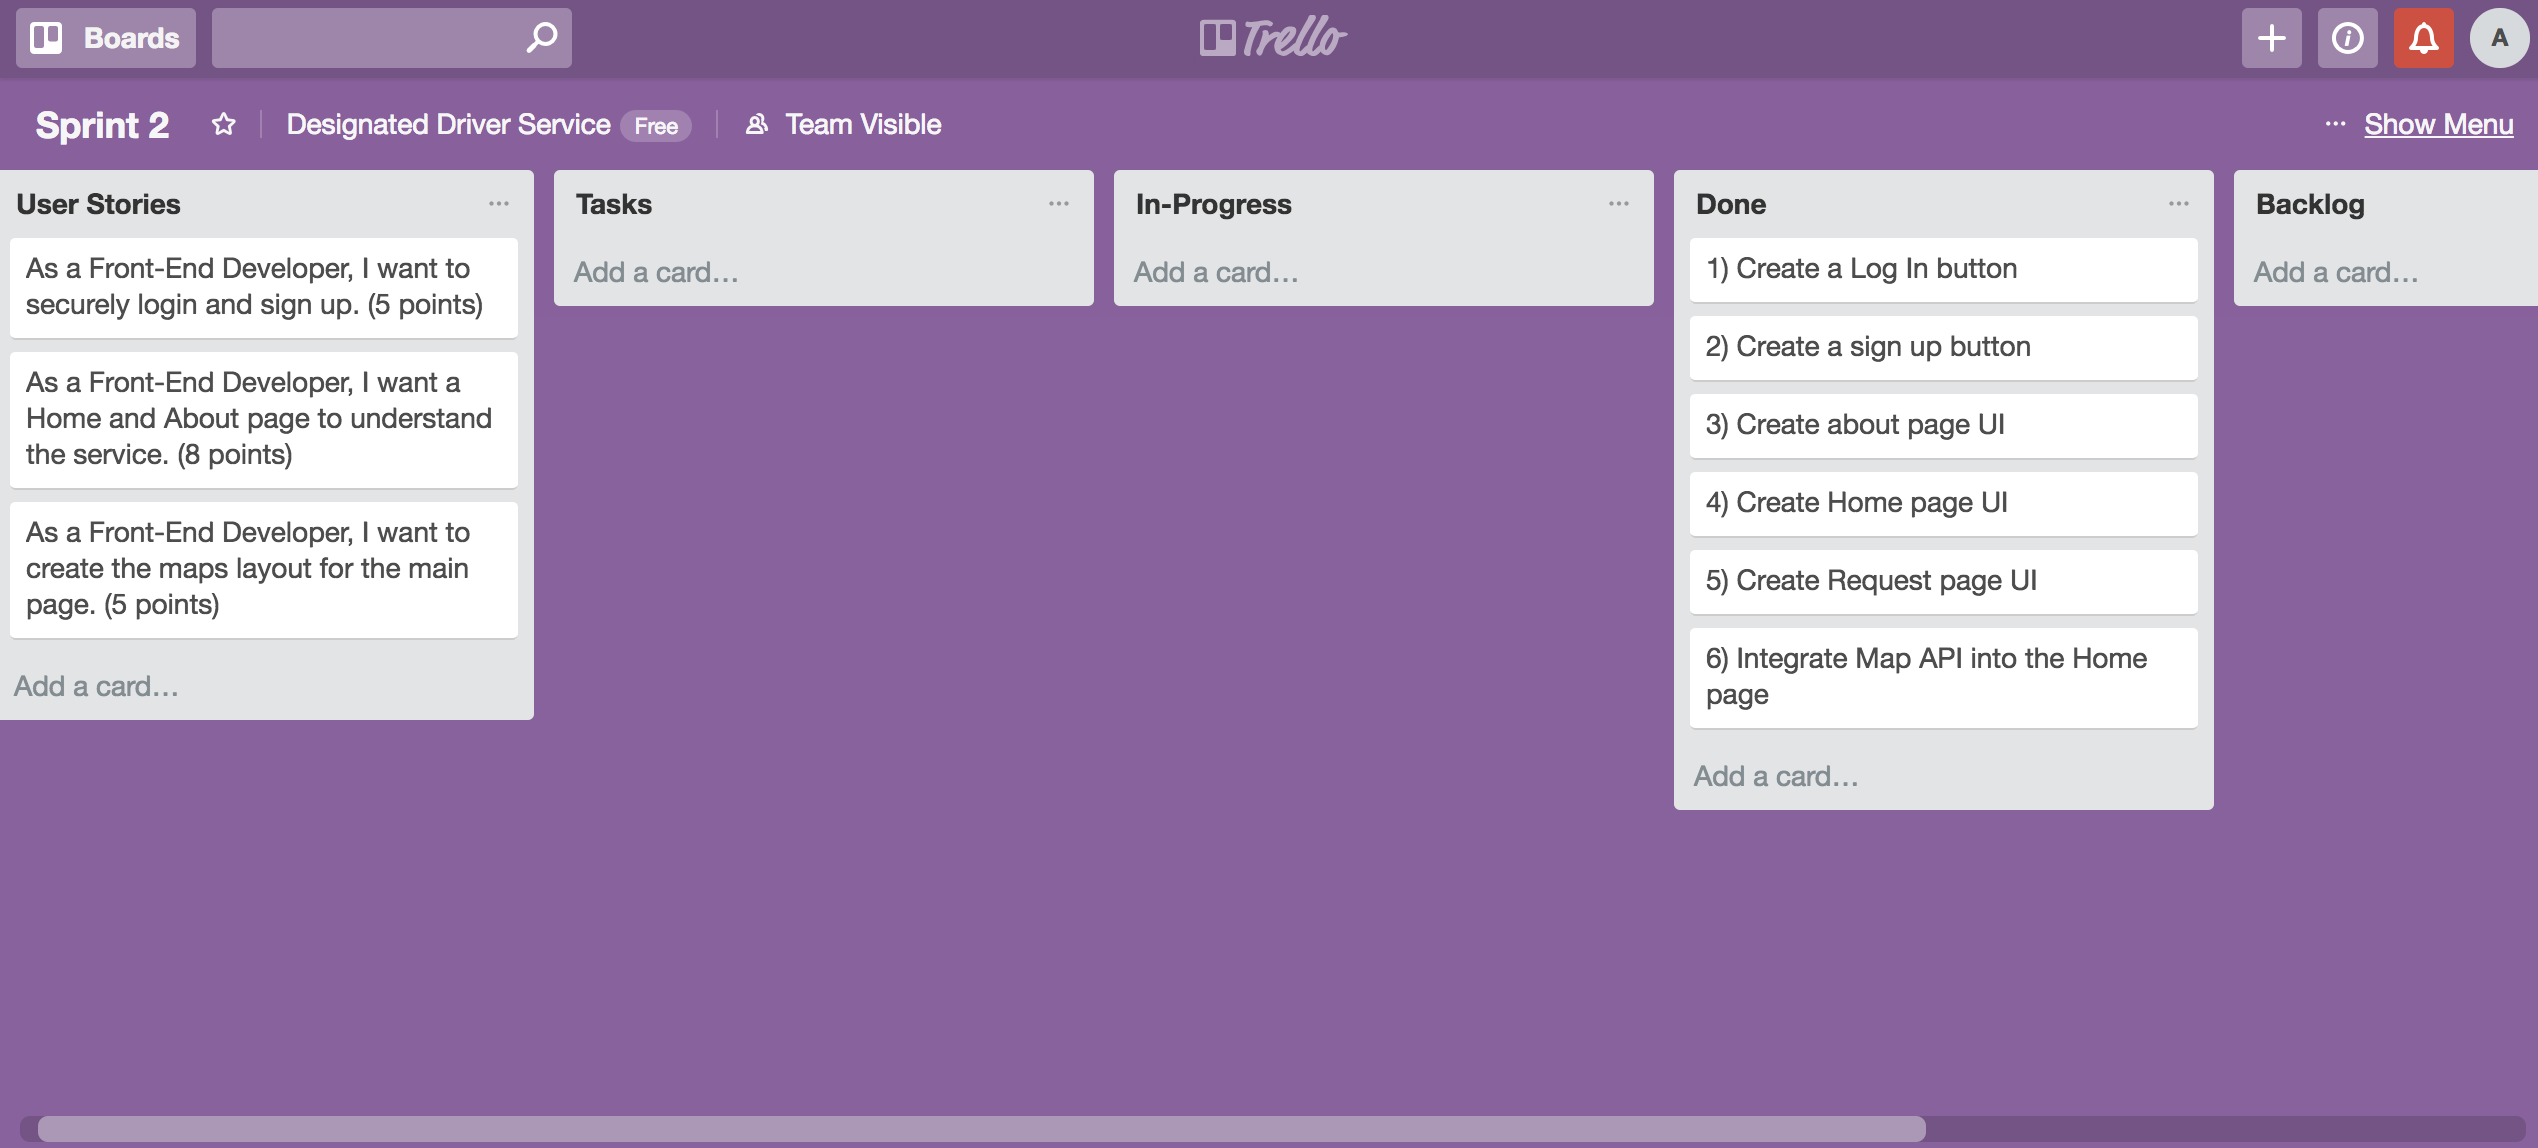 Boards
Trello
A
Sprint 2
Designated Driver Service Free
Team Visible
··· Show Menu
User Stories
As a Front-End Developer, I want to
securely login and sign up. (5 points)
As a Front-End Developer, I want a
Home and About page to understand
the service. (8 points)
As a Front-End Developer, I want to
create the maps layout for the main
page. (5 points)
Add a card…
Tasks
Add a card…
In-Progress
Add a card…
Done
1) Create a Log In button
2) Create a sign up button
3) Create about page UI
4) Create Home page UI
5) Create Request page UI
6) Integrate Map API into the Home
page
Add a card…
Backlog
Add a card…